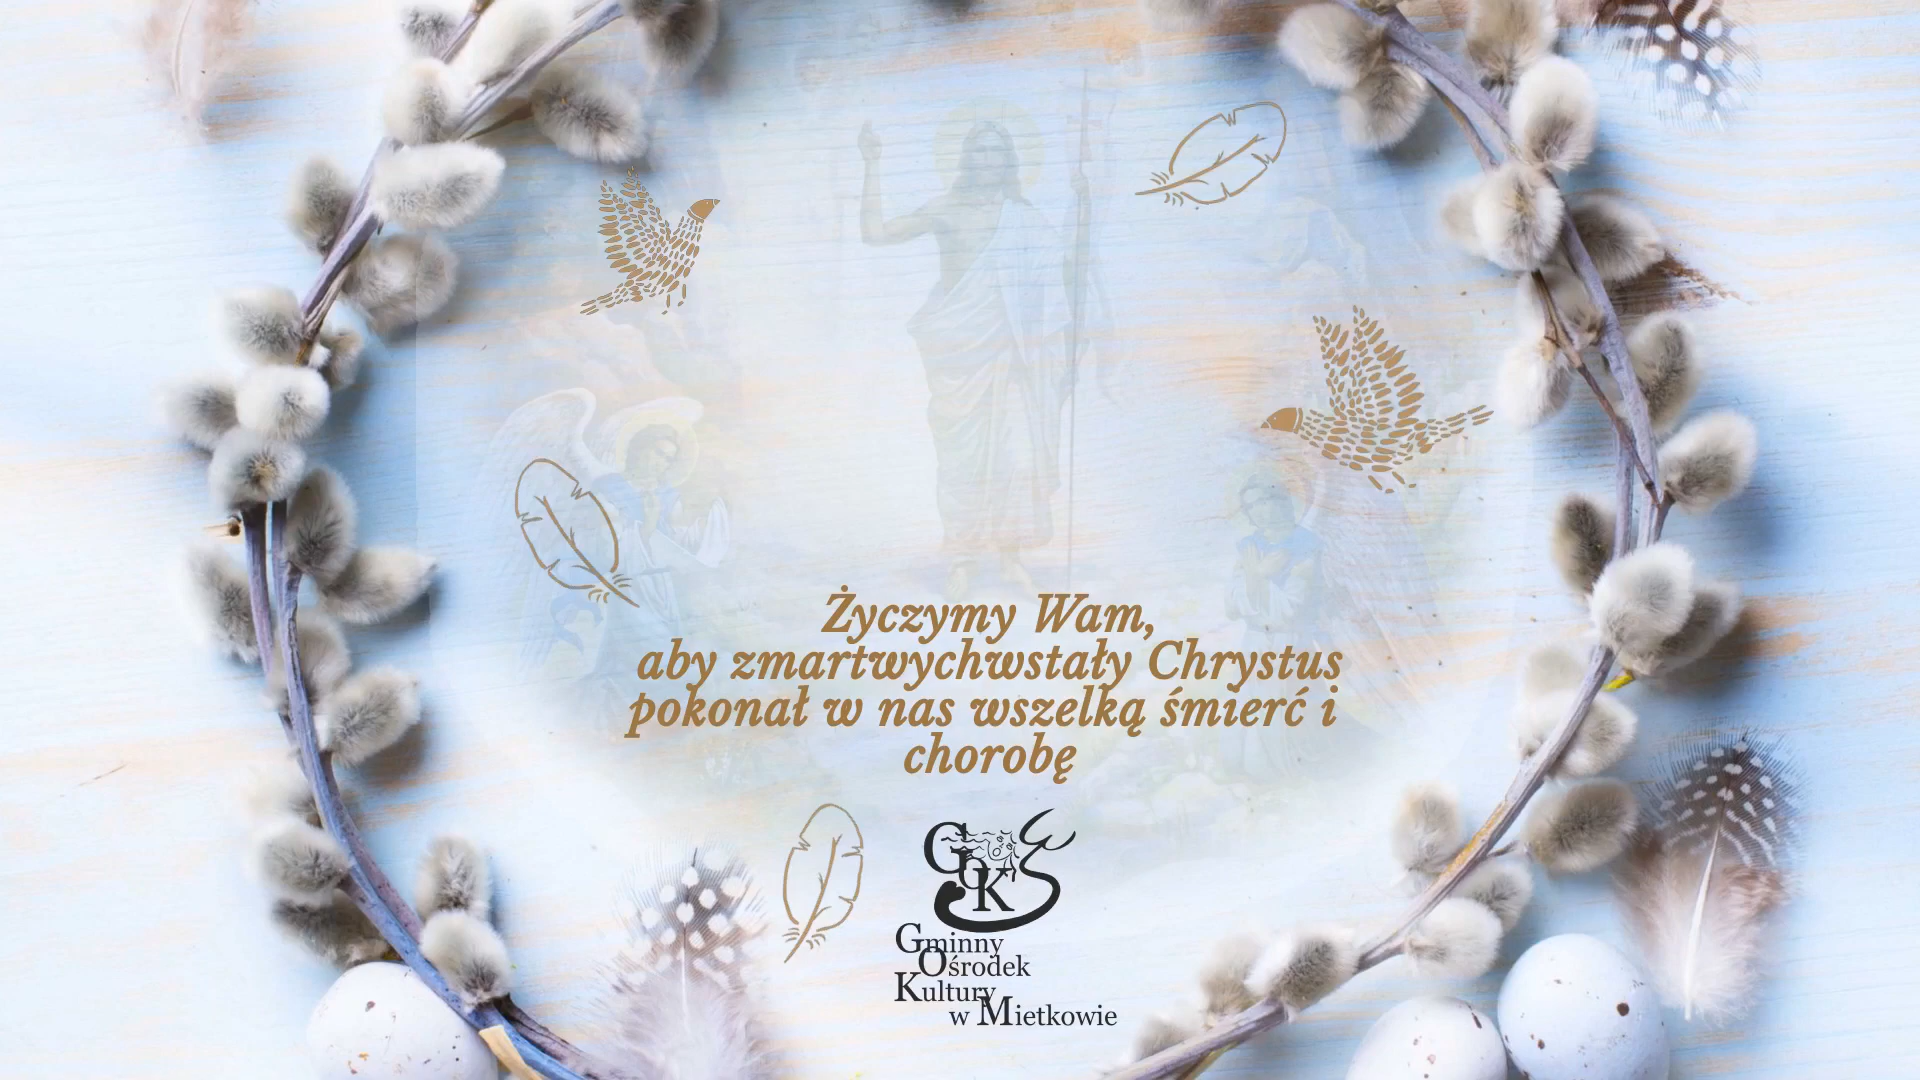 Życzymy Wam,
aby zmartwychwstały Chrystus
pokonał w nas wszelką śmierć i
chorobę
GOK
Gminny
Ośrodek
Kultury
w Mietkowie